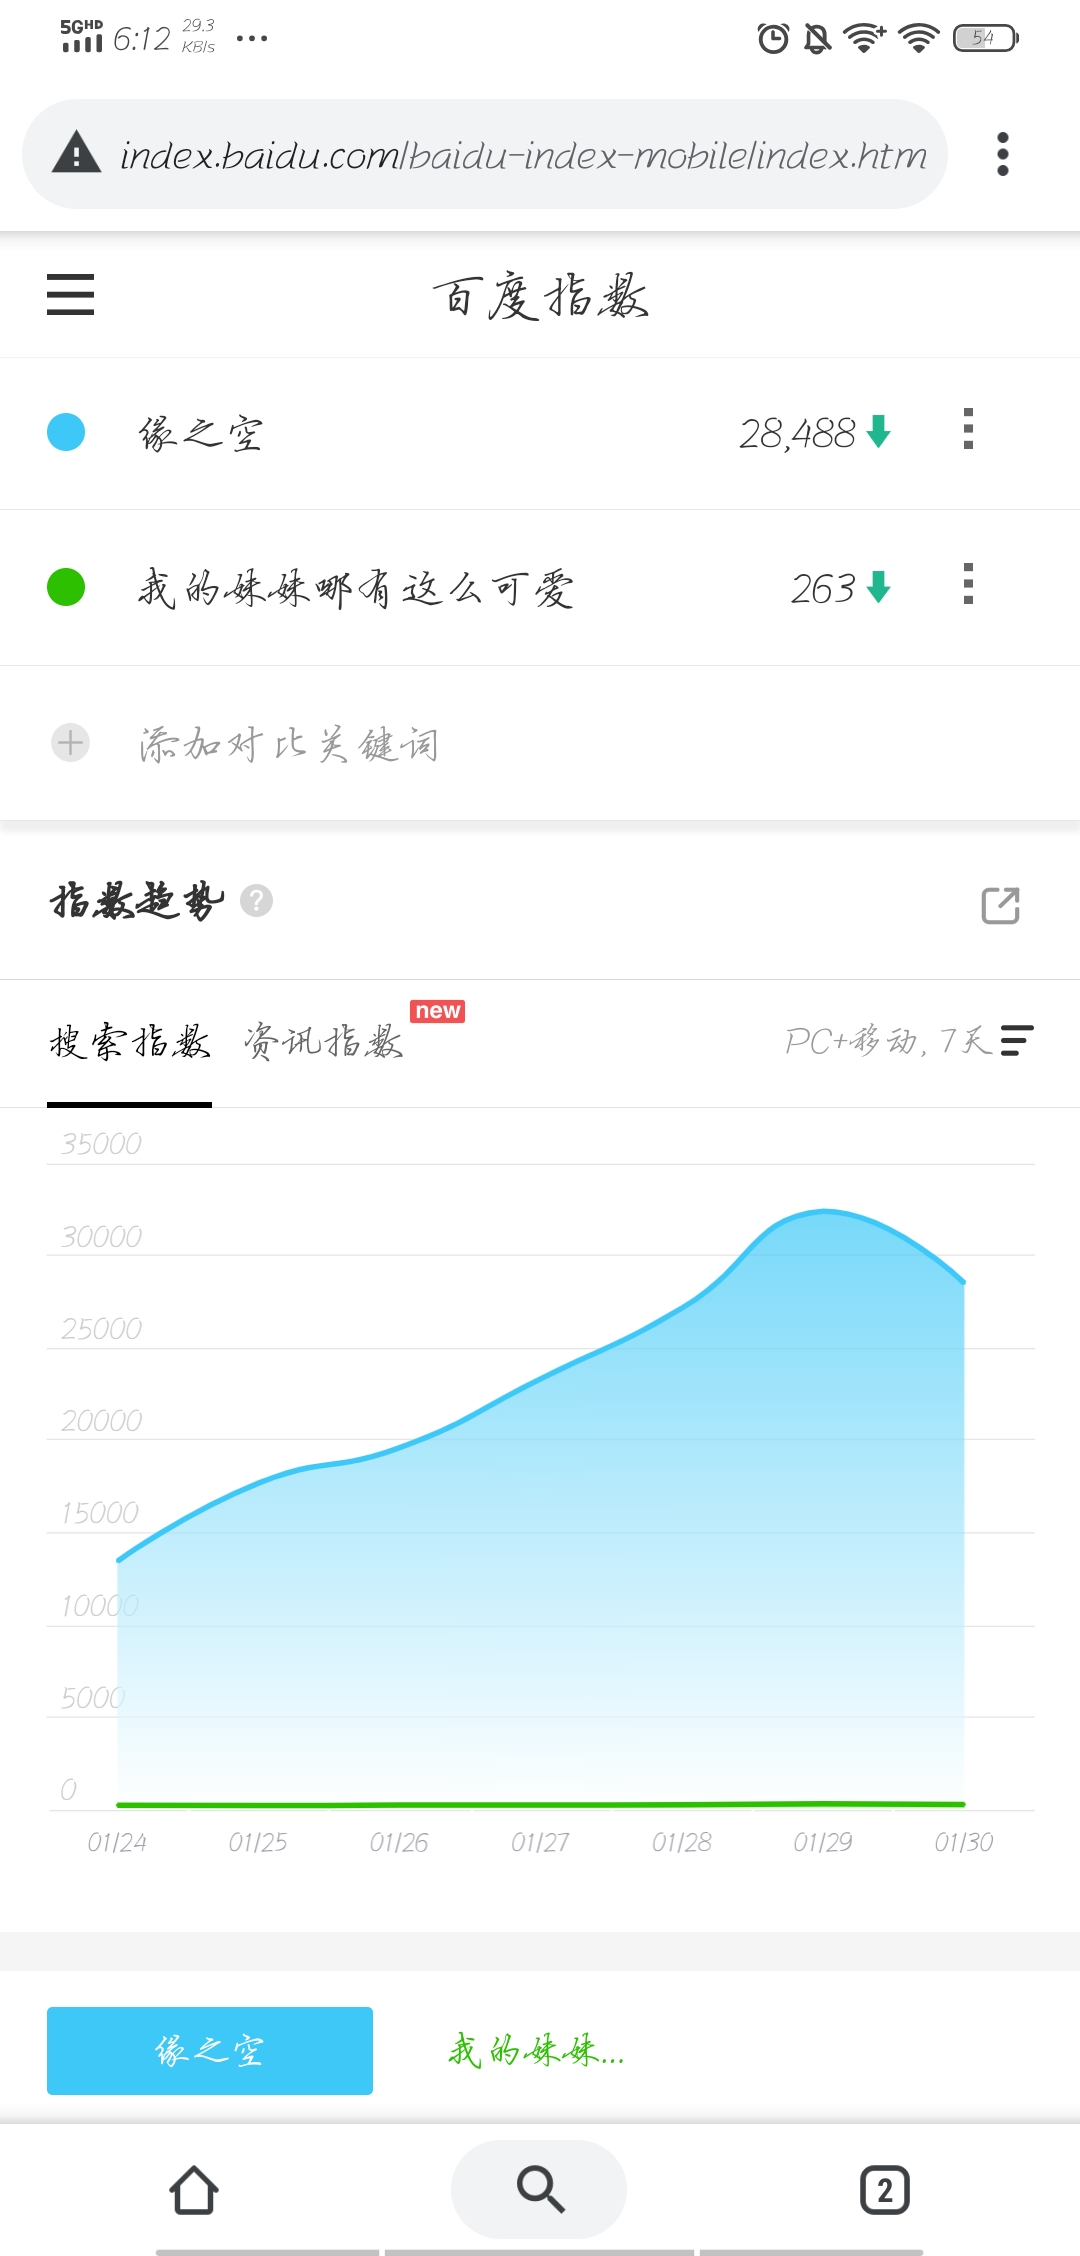 5GHD 6:12 29.3 KB/s ... 54
index.baidu.com/baidu-index-mobile/index.htm
百度指数
缘之空 28,488
我的妹妹哪有这么可爱 263
添加对比关键词
指数趋势 ?
new
搜索指数 资讯指数 PC+移动, 7天
35000
30000
25000
20000
15000
10000
5000
0
01/24 01/25 01/26 01/27 01/28 01/29 01/30
缘之空 我的妹妹...
2